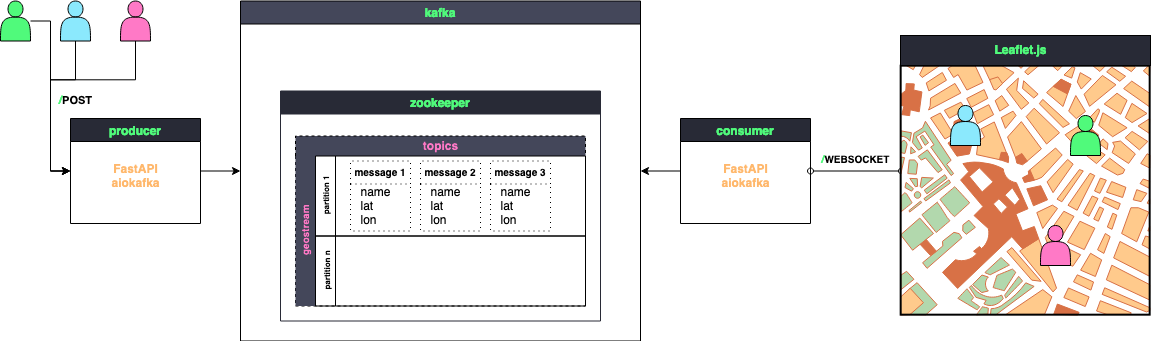 kafka
Leaflet.js
/POST
zookeeper
producer
consumer
FastAPI
aiokafka
topics
geostream
partition 1
message 1
name
lat
lon
message 2
name
lat
lon
message 3
name
lat
lon
partition n
FastAPI
aiokafka
/WEBSOCKET